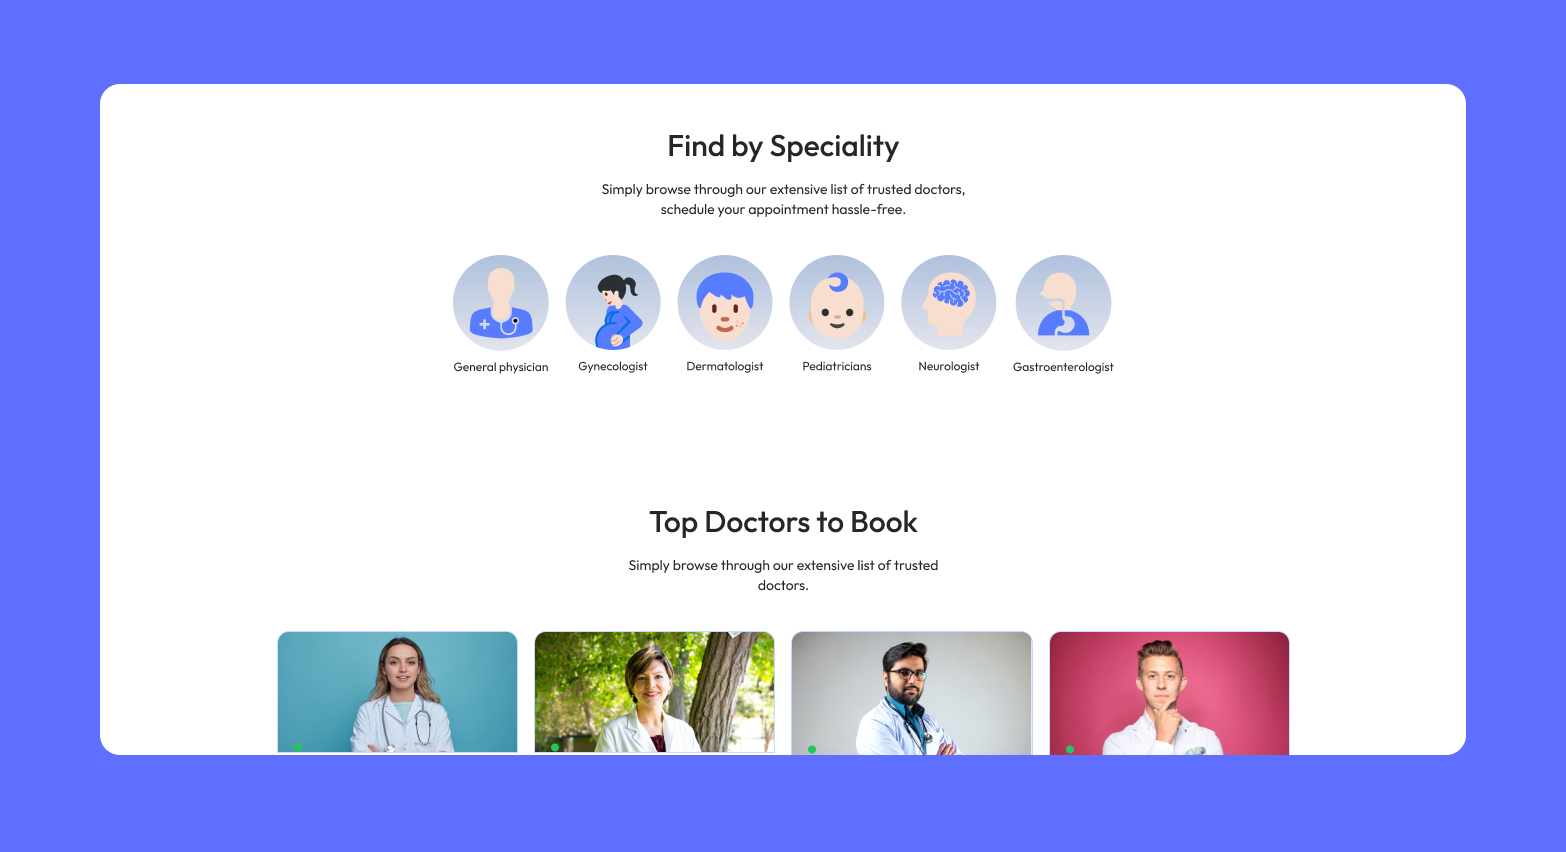 Find by Speciality
Simply browse through our extensive list of trusted doctors,
schedule your appointment hassle-free.
General physician
Gynecologist
Dermatologist
Pediatricians
Neurologist
Gastroenterologist
Top Doctors to Book
Simply browse through our extensive list of trusted
doctors.